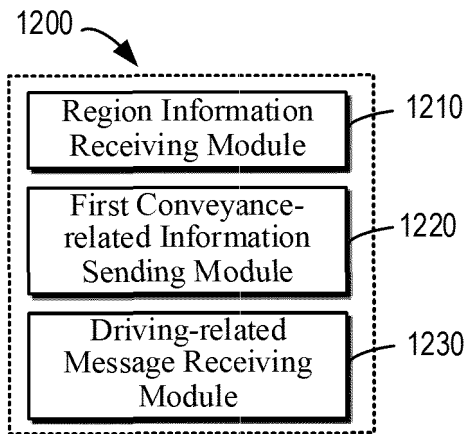 1200
Region Information
Receiving Module
1210
First Conveyance-
related Information
Sending Module
1220
Driving-related
Message Receiving
Module
1230